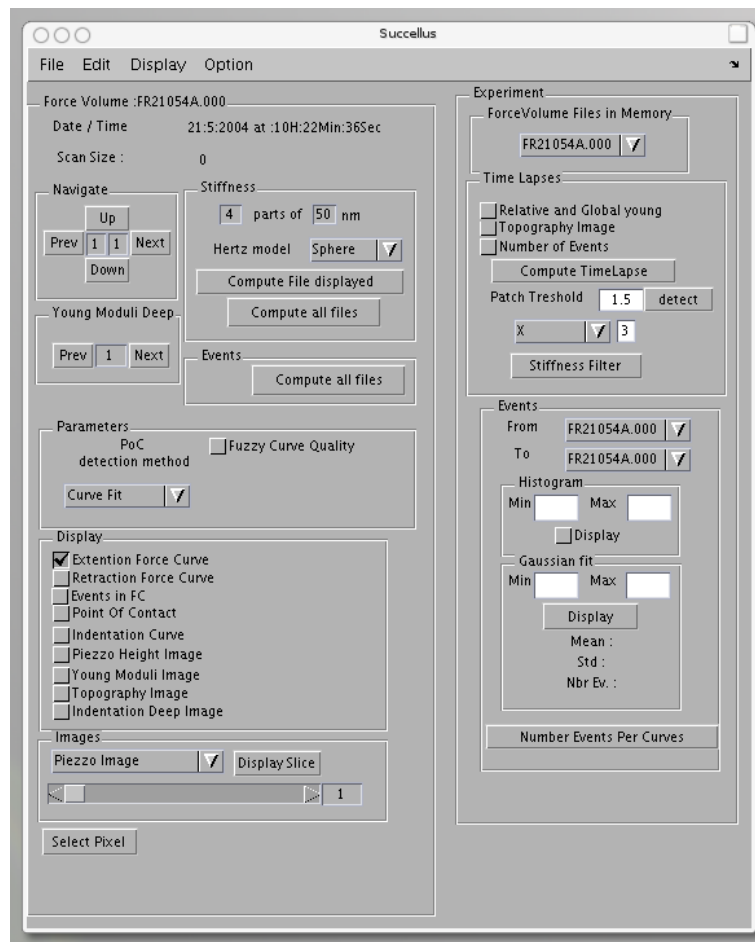 Succellus
File Edit Display Option
Force Volume :FR21054A.000
Date / Time 21:5:2004 at :10H:22Min:36Sec
Scan Size : 0
Navigate
Up
Prev 1 1 Next
Down
Stiffness
4 parts of 50 nm
Hertz model Sphere
Compute File displayed
Compute all files
Young Moduli Deep
Prev 1 Next
Events
Compute all files
Parameters
PoC
detection method
Fuzzy Curve Quality
Curve Fit
Display
Extention Force Curve
Retraction Force Curve
Events in FC
Point Of Contact
Indentation Curve
Piezzo Height Image
Young Moduli Image
Topography Image
Indentation Deep Image
Images
Piezzo Image Display Slice
1
Select Pixel
Experiment
ForceVolume Files in Memory
FR21054A.000
Time Lapses
Relative and Global young
Topography Image
Number of Events
Compute TimeLapse
Patch Treshold 1.5 detect
X 3
Stiffness Filter
Events
From FR21054A.000
To FR21054A.000
Histogram
Min Max
Display
Gaussian fit
Min Max
Display
Mean :
Std :
Nbr Ev. :
Number Events Per Curves